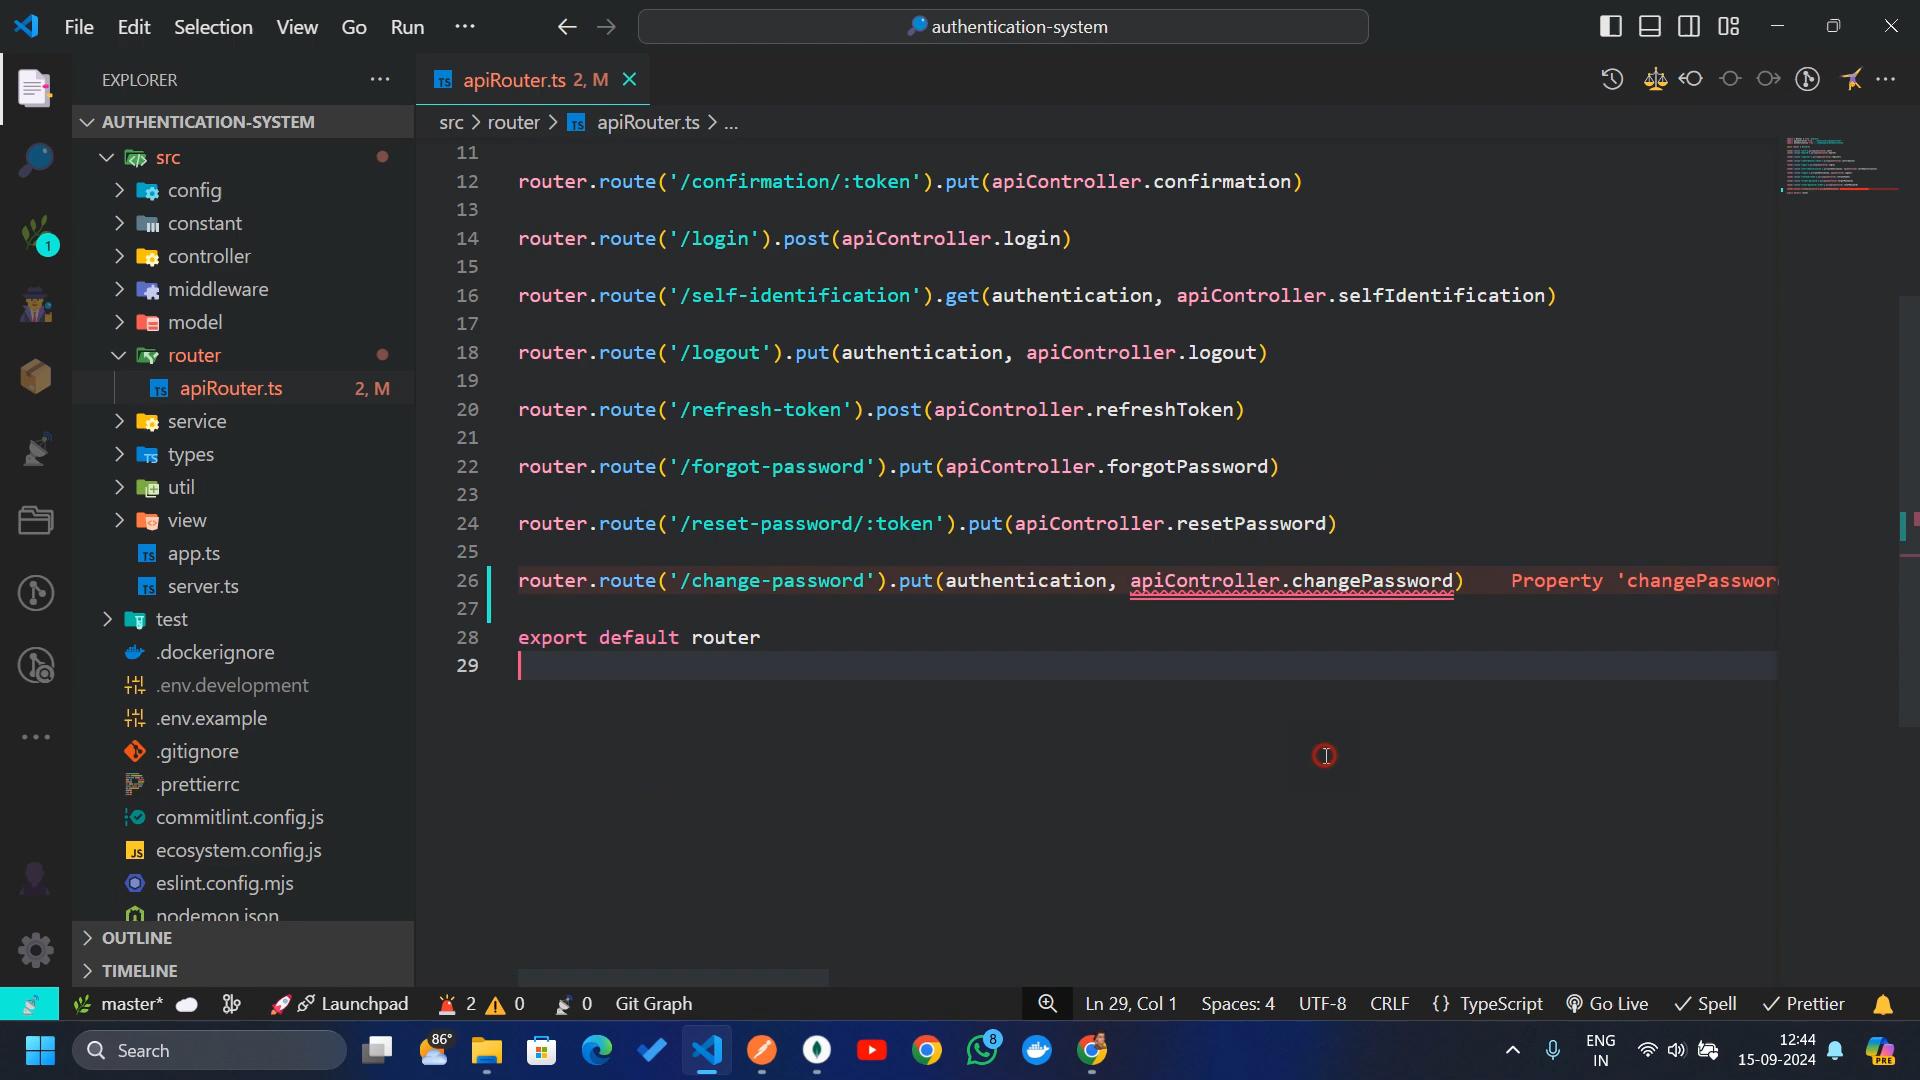 File Edit Selection View Go Run ···
authentication-system
EXPLORER ···
apiRouter.ts 2, M
AUTHENTICATION-SYSTEM
src > router > TS apiRouter.ts > ...
src
config
constant
controller
middleware
model
router
TS apiRouter.ts 2, M
service
types
util
view
TS app.ts
TS server.ts
test
.dockerignore
.env.development
.env.example
.gitignore
.prettierrc
commitlint.config.js
JS ecosystem.config.js
eslint.config.mjs
nodemon.json
OUTLINE
TIMELINE
1
11
12 router.route('/confirmation/:token').put(apiController.confirmation)
13
14 router.route('/login').post(apiController.login)
15
16 router.route('/self-identification').get(authentication, apiController.selfIdentification)
17
18 router.route('/logout').put(authentication, apiController.logout)
19
20 router.route('/refresh-token').post(apiController.refreshToken)
21
22 router.route('/forgot-password').put(apiController.forgotPassword)
23
24 router.route('/reset-password/:token').put(apiController.resetPassword)
25
26 router.route('/change-password').put(authentication, apiController.changePassword) Property 'changePasswor
27
28 export default router
29
master* Launchpad 2 0 0 Git Graph Ln 29, Col 1 Spaces: 4 UTF-8 CRLF {} TypeScript Go Live Spell Prettier
Search 86° 8 PRE
ENG
IN
12:44
15-09-2024